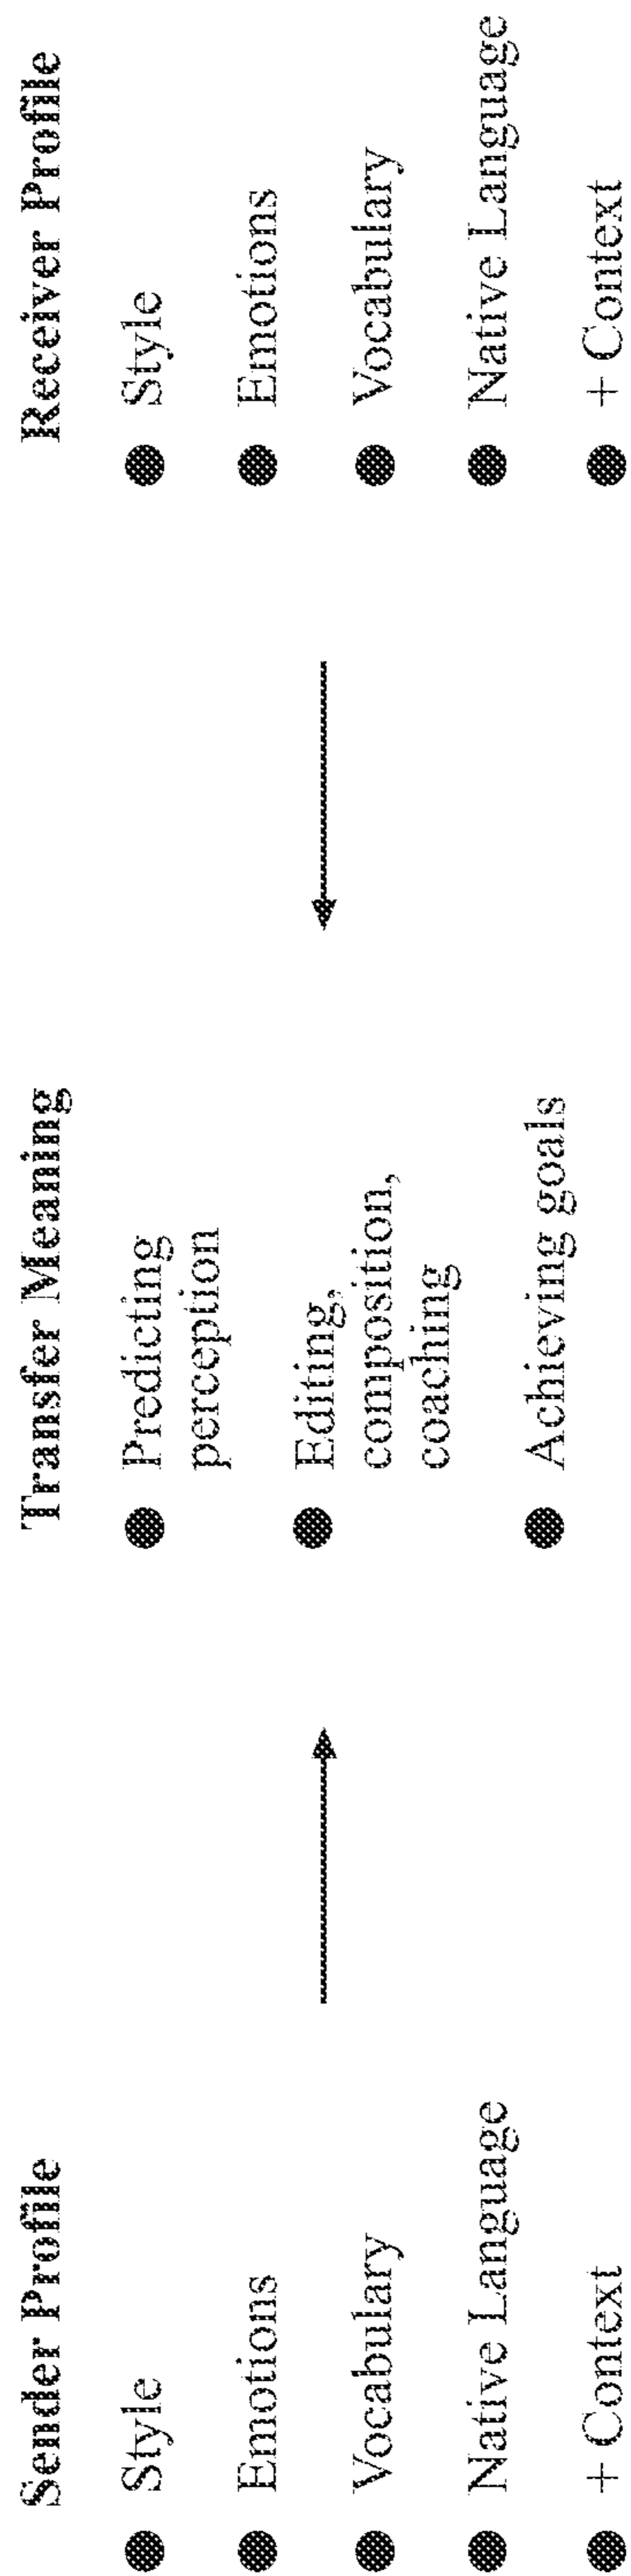 Sender Profile
● Style
● Emotions
● Vocabulary
● Native Language
● + Context
Transfer Meaning
● Predicting
perception
● Editing,
composition,
coaching
● Achieving goals
Receiver Profile
● Style
● Emotions
● Vocabulary
● Native Language
● + Context